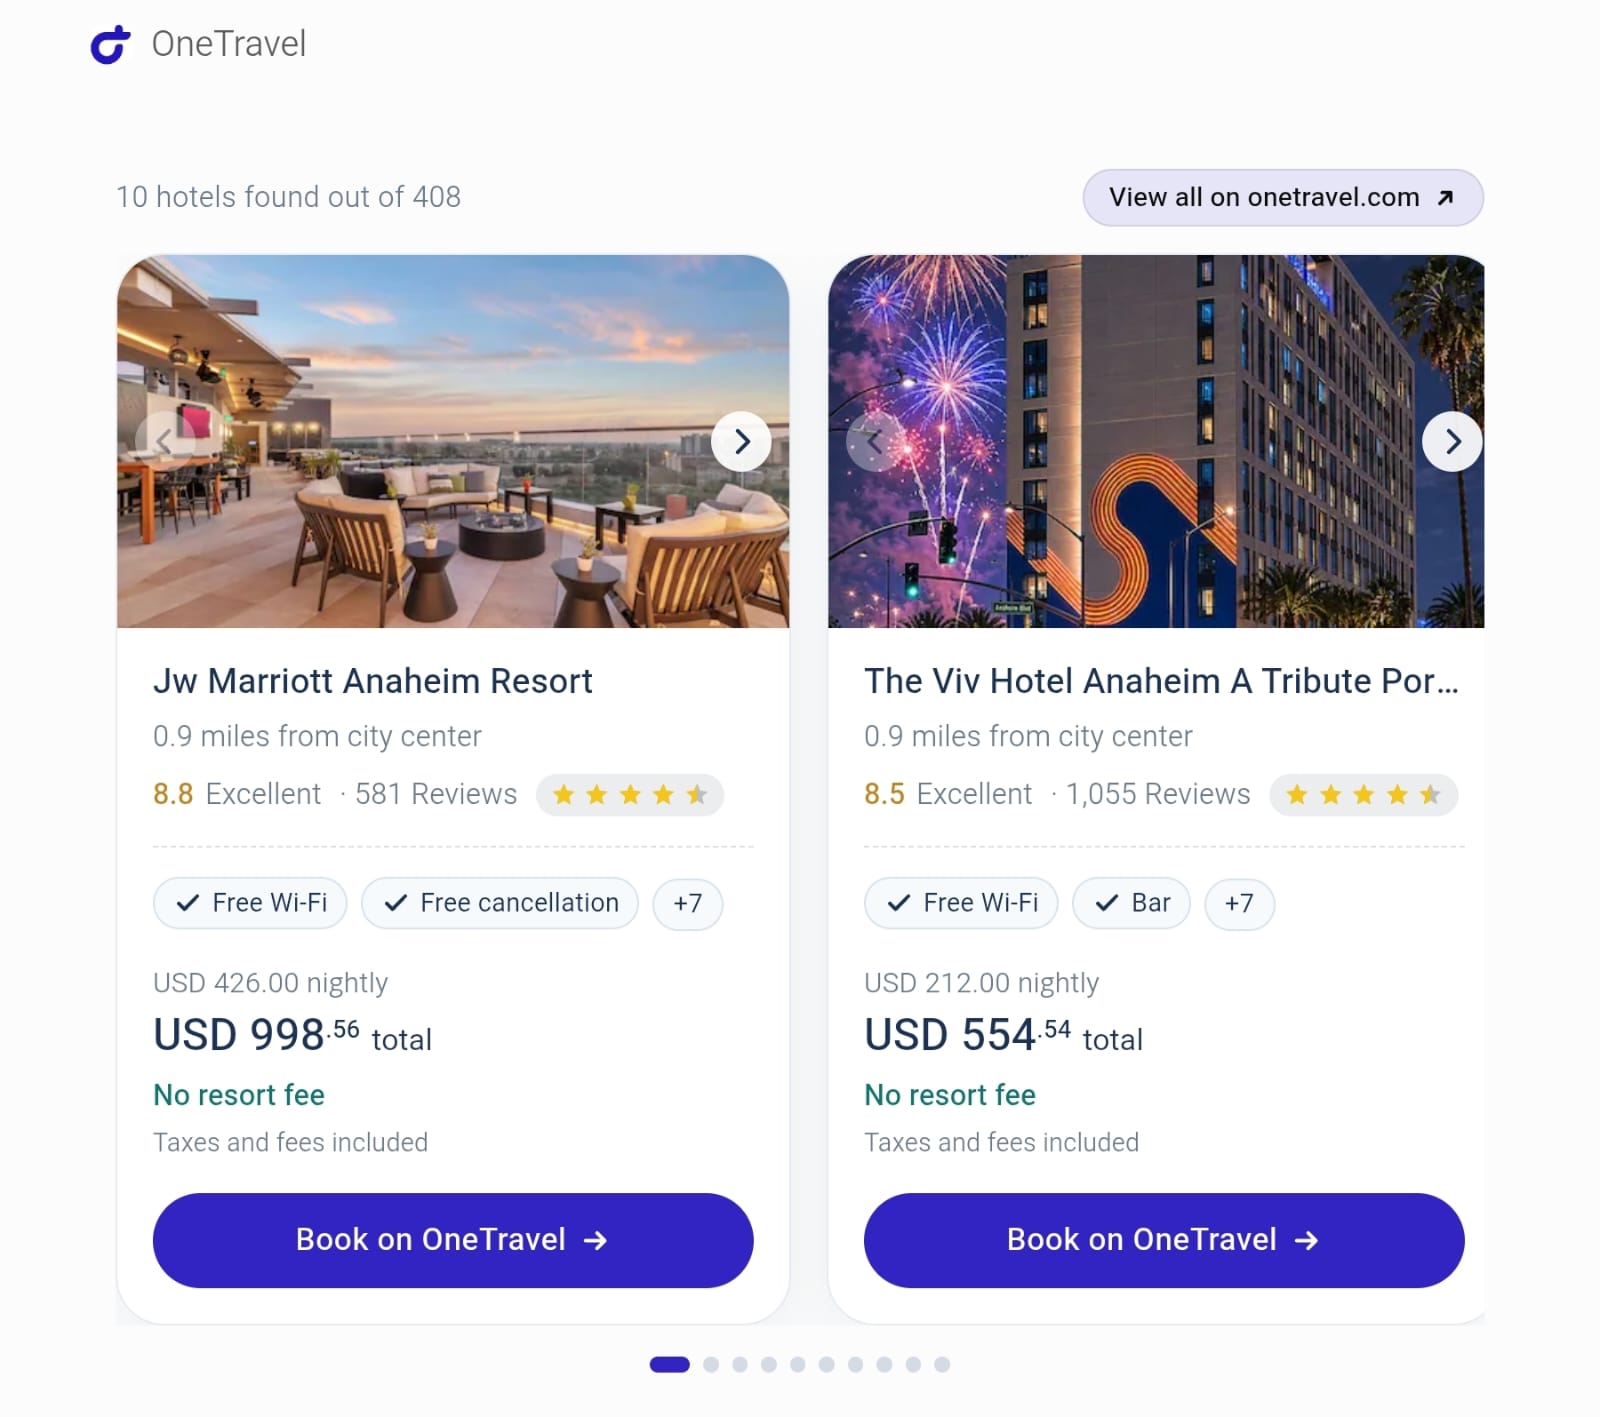 OneTravel
10 hotels found out of 408
View all on onetravel.com
Anaheim Blvd
Jw Marriott Anaheim Resort
0.9 miles from city center
8.8 Excellent · 581 Reviews
Free Wi-Fi
Free cancellation
+7
USD 426.00 nightly
USD 998.56 total
No resort fee
Taxes and fees included
Book on OneTravel
The Viv Hotel Anaheim A Tribute Por...
0.9 miles from city center
8.5 Excellent · 1,055 Reviews
Free Wi-Fi
Bar
+7
USD 212.00 nightly
USD 554.54 total
No resort fee
Taxes and fees included
Book on OneTravel